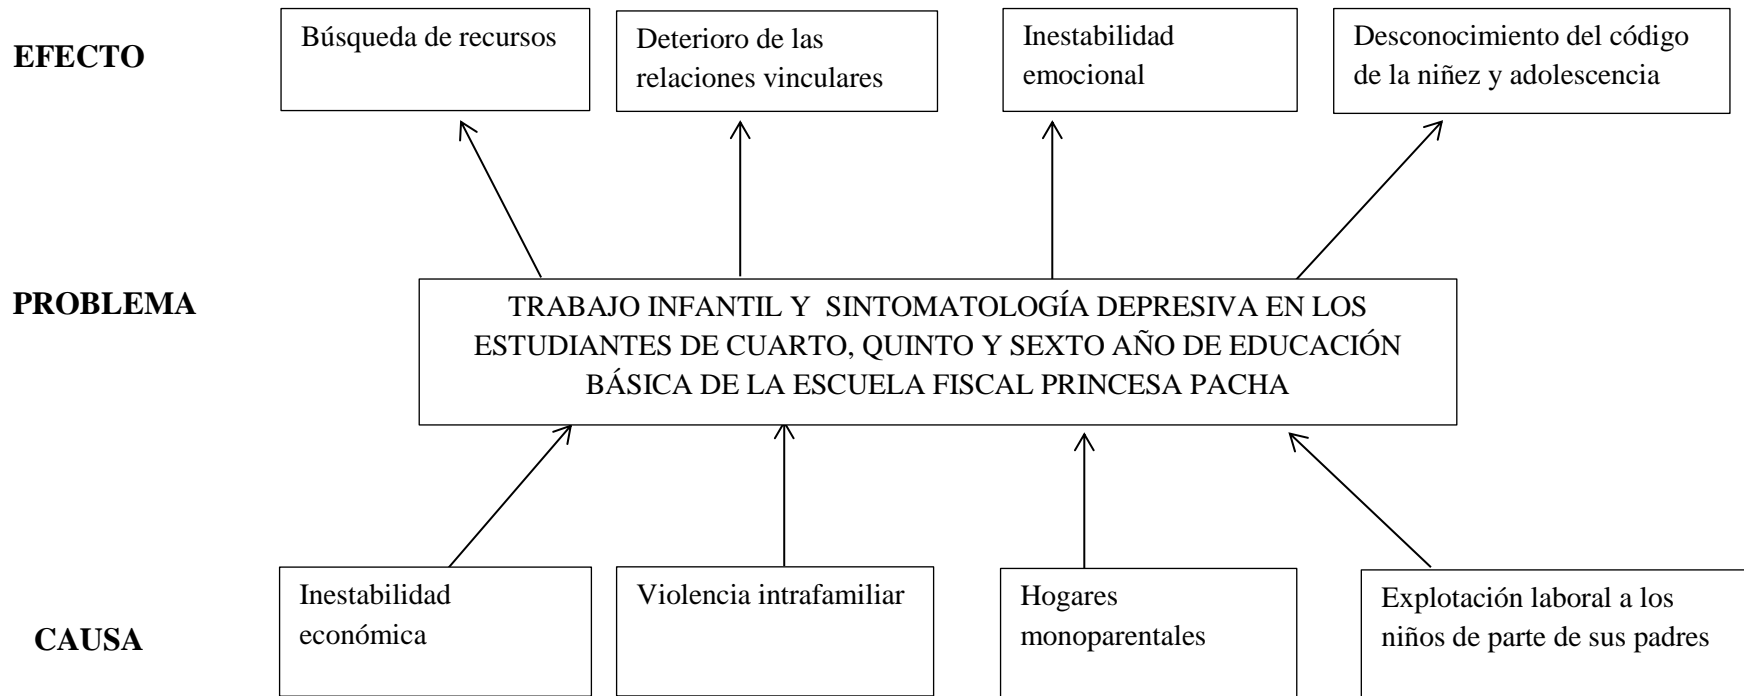 EFECTO
Búsqueda de recursos
Deterioro de las
relaciones vinculares
Inestabilidad
emocional
Desconocimiento del código
de la niñez y adolescencia
PROBLEMA
TRABAJO INFANTIL Y SINTOMATOLOGÍA DEPRESIVA EN LOS
ESTUDIANTES DE CUARTO, QUINTO Y SEXTO AÑO DE EDUCACIÓN
BÁSICA DE LA ESCUELA FISCAL PRINCESA PACHA
CAUSA
Inestabilidad
económica
Violencia intrafamiliar
Hogares
monoparentales
Explotación laboral a los
niños de parte de sus padres